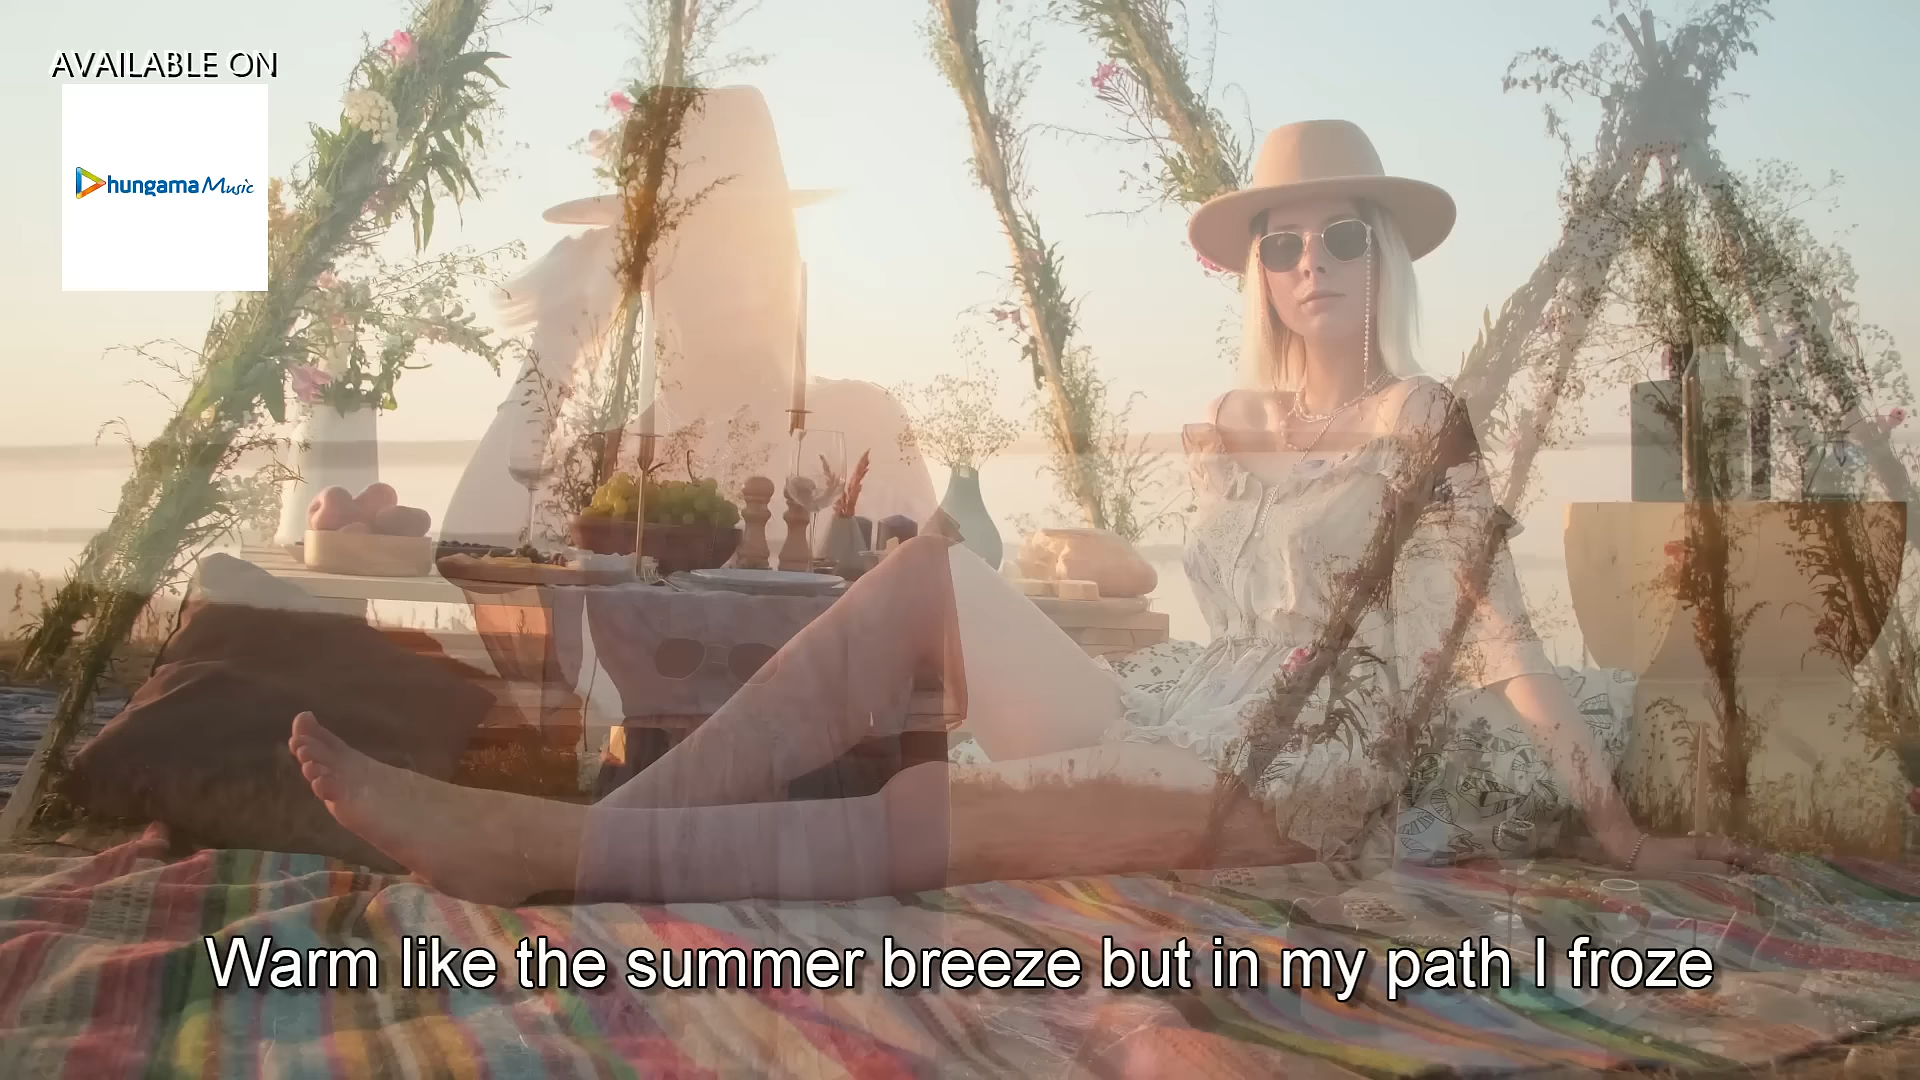 AVAILABLE ON
hungama Music
Warm like the summer breeze but in my path I froze